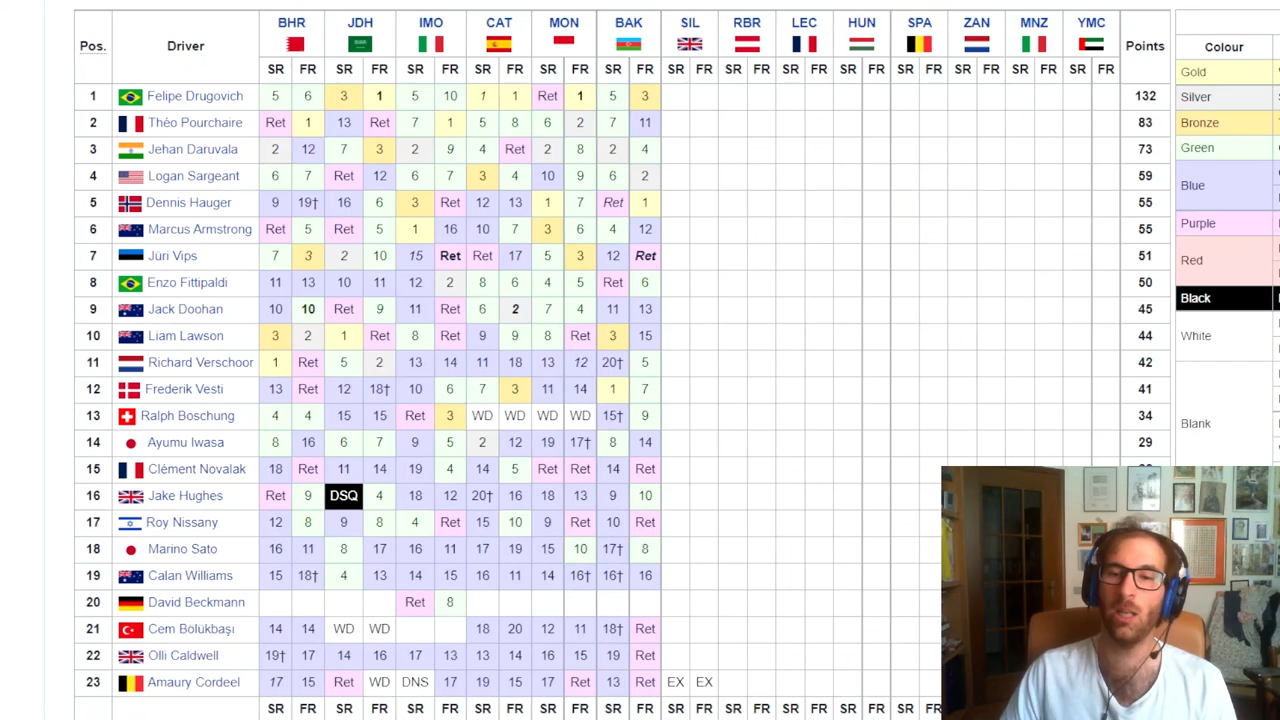 BHR JDH IMO CAT MON BAK SIL RBR LEC HUN SPA ZAN MNZ YMC
Pos. Driver Points Colour
SR FR SR FR SR FR SR FR SR FR SR FR SR FR SR FR SR FR SR FR SR FR SR FR SR FR SR FR
1 Felipe Drugovich 5 6 3 1 5 10 1 1 Ret 1 5 3 132
2 Théo Pourchaire Ret 1 13 Ret 7 1 5 8 6 2 7 11 83
3 Jehan Daruvala 2 12 7 3 2 9 4 Ret 2 8 2 4 73
4 Logan Sargeant 6 7 Ret 12 6 7 3 4 10 9 6 2 59
5 Dennis Hauger 9 19† 16 6 3 Ret 12 13 1 7 Ret 1 55
6 Marcus Armstrong Ret 5 Ret 5 1 16 10 7 3 6 4 12 55
7 Jüri Vips 7 3 2 10 15 Ret Ret 17 5 3 12 Ret 51
8 Enzo Fittipaldi 11 13 10 11 12 2 8 6 4 5 Ret 6 50
9 Jack Doohan 10 10 Ret 9 11 Ret 6 2 7 4 11 13 45
10 Liam Lawson 3 2 1 Ret 8 Ret 9 9 8 Ret 3 15 44
11 Richard Verschoor 1 Ret 5 2 13 14 11 18 13 12 20† 5 42
12 Frederik Vesti 13 Ret 12 18† 10 6 7 3 11 14 1 7 41
13 Ralph Boschung 4 4 15 15 Ret 3 WD WD WD WD 15† 9 34
14 Ayumu Iwasa 8 16 6 7 9 5 2 12 19 17† 8 14 29
15 Clément Novalak 18 Ret 11 14 19 4 14 5 Ret Ret 14 Ret
16 Jake Hughes Ret 9 DSQ 4 18 12 20† 16 18 13 9 10
17 Roy Nissany 12 8 9 8 4 Ret 15 10 9 Ret 10 Ret
18 Marino Sato 16 11 8 17 16 11 17 19 15 10 17† 8
19 Calan Williams 15 18† 4 13 14 15 16 11 14 16† 16† 16
20 David Beckmann Ret 8
21 Cem Bölükbaşı 14 14 WD WD 18 20 12 11 18† Ret
22 Olli Caldwell 19† 17 14 16 17 13 13 14 16 15 19 Ret
23 Amaury Cordeel 17 15 Ret WD DNS 17 19 15 17 Ret 13 Ret EX EX
SR FR SR FR SR FR SR FR SR FR SR FR SR FR SR FR SR FR
Gold
Silver
Bronze
Green
Blue
Purple
Red
Black
White
Blank